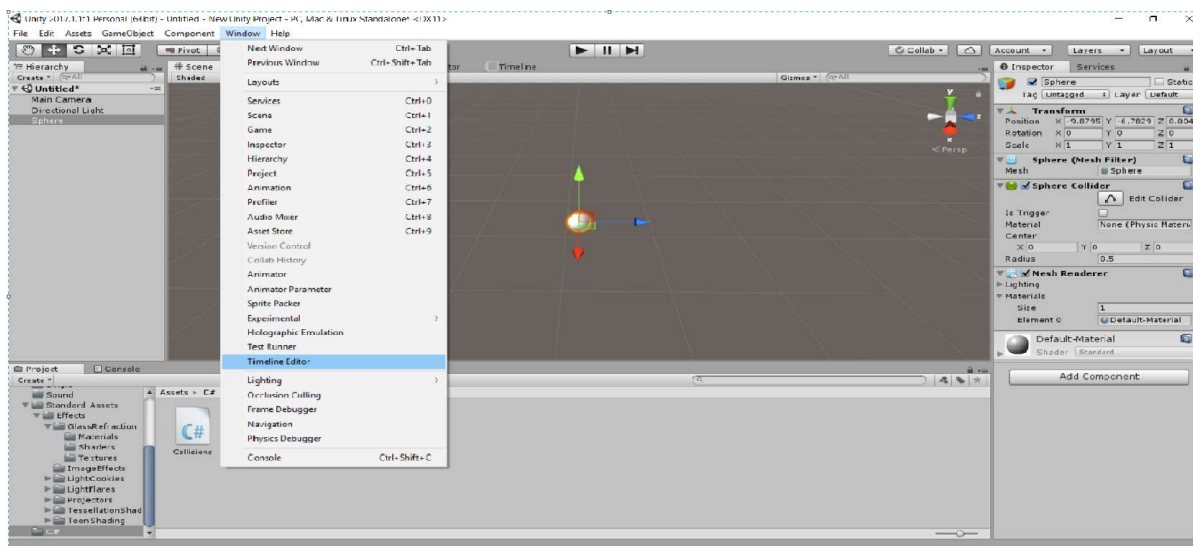 Unity 2017.1.1f1 Personal (64bit) - Untitled - New Unity Project - PC, Mac & Linux Standalone* <DX11>
File Edit Assets GameObject Component Window Help
Pivot
Collab
Account
Layers
Layout
Hierarchy
Create
All
Untitled*
Main Camera
Directional Light
Sphere
Scene
Shaded
Timeline
Gizmos
All
y
z
Persp
Next Window Ctrl+Tab
Previous Window Ctrl+Shift+Tab
Layouts
Services Ctrl+0
Scene Ctrl+1
Game Ctrl+2
Inspector Ctrl+3
Hierarchy Ctrl+4
Project Ctrl+5
Animation Ctrl+6
Profiler Ctrl+7
Audio Mixer Ctrl+8
Asset Store Ctrl+9
Version Control
Collab History
Animator
Animator Parameter
Sprite Packer
Experimental
Holographic Emulation
Test Runner
Timeline Editor
Lighting
Occlusion Culling
Frame Debugger
Navigation
Physics Debugger
Console Ctrl+Shift+C
Inspector Services
Sphere Static
Tag Untagged Layer Default
Transform
Position X -9.8795 Y -6.7829 Z 0.004
Rotation X 0 Y 0 Z 0
Scale X 1 Y 1 Z 1
Sphere (Mesh Filter)
Mesh Sphere
Sphere Collider
Edit Collider
Is Trigger
Material None (Physic Materi
Center
X 0 Y 0 Z 0
Radius 0.5
Mesh Renderer
Lighting
Materials
Size 1
Element 0 Default-Material
Default-Material
Shader Standard
Add Component
Project Console
Create
Sound
Standard Assets
Effects
GlassRefraction
Materials
Shaders
Textures
ImageEffects
LightCookies
LightFlares
Projectors
TessellationShad
ToonShading
C#
Assets C#
C#
Collisions